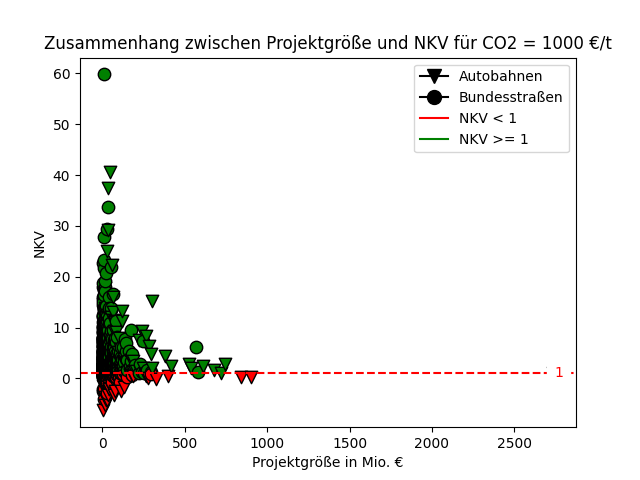 Zusammenhang zwischen Projektgröße und NKV für CO2 = 1000 €/t
Autobahnen
Bundesstraßen
NKV < 1
NKV >= 1
60
50
40
30
20
10
0
NKV
1
0
500
1000
1500
2000
2500
Projektgröße in Mio. €